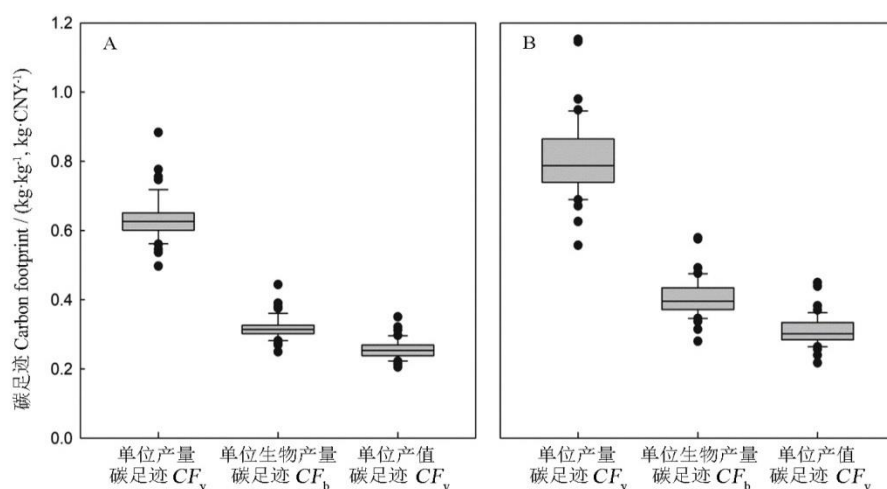 碳足迹 Carbon footprint / (kg·kg⁻¹, kg·CNY⁻¹)
1.2
1.0
0.8
0.6
0.4
0.2
0.0
A
单位产量 单位生物产量 单位产值
碳足迹 CFy 碳足迹 CFb 碳足迹 CFv
B
单位产量 单位生物产量 单位产值
碳足迹 CFy 碳足迹 CFb 碳足迹 CFv